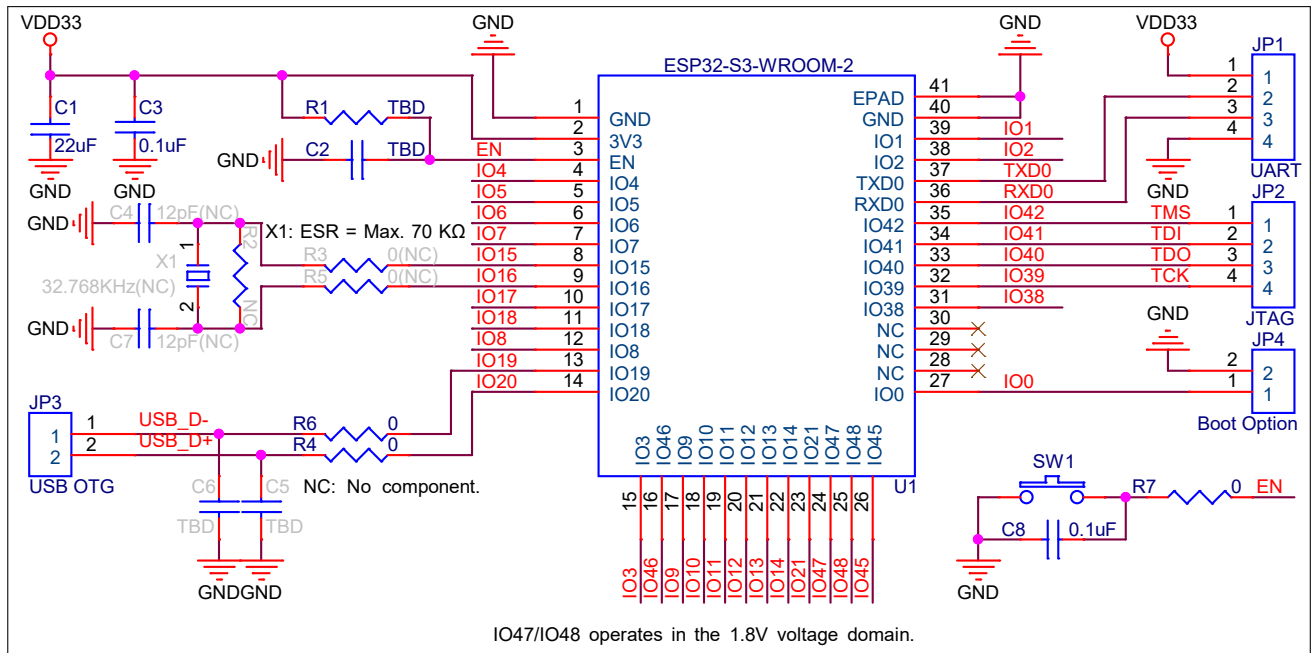 VDD33
GND
GND
VDD33
JP1
ESP32-S3-WROOM-2
1
2
3
4
1
2
3
4
UART
C1
22uF
GND
C3
0.1uF
GND
R1
TBD
GND
C2
TBD
EN
IO4
IO5
IO6
IO7
IO15
IO16
IO17
IO18
IO8
IO19
IO20
1
2
3
4
5
6
7
8
9
10
11
12
13
14
GND
3V3
EN
IO4
IO5
IO6
IO7
IO15
IO16
IO17
IO18
IO8
IO19
IO20
EPAD
GND
IO1
IO2
TXD0
RXD0
IO42
IO41
IO40
IO39
IO38
NC
NC
NC
IO0
41
40
39
38
37
36
35
34
33
32
31
30
29
28
27
IO1
IO2
TXD0
RXD0
IO42
IO41
IO40
IO39
IO38
IO0
GND
JP2
TMS
TDI
TDO
TCK
1
2
3
4
1
2
3
4
JTAG
GND
JP4
2
1
2
1
Boot Option
GND
C4
12pF(NC)
X1: ESR = Max. 70 KΩ
1
X1
32.768KHz(NC)
2
R2
NC
R3
0(NC)
R5
0(NC)
GND
C7
12pF(NC)
JP3
1
2
1
2
USB OTG
USB_D-
USB_D+
R6
0
R4
0
C6
TBD
C5
TBD
NC: No component.
GND
GND
IO3
IO46
IO9
IO10
IO11
IO12
IO13
IO14
IO21
IO47
IO48
IO45
U1
15
16
17
18
19
20
21
22
23
24
25
26
IO3
IO46
IO9
IO10
IO11
IO12
IO13
IO14
IO21
IO47
IO48
IO45
SW1
R7
0
EN
C8
0.1uF
GND
IO47/IO48 operates in the 1.8V voltage domain.